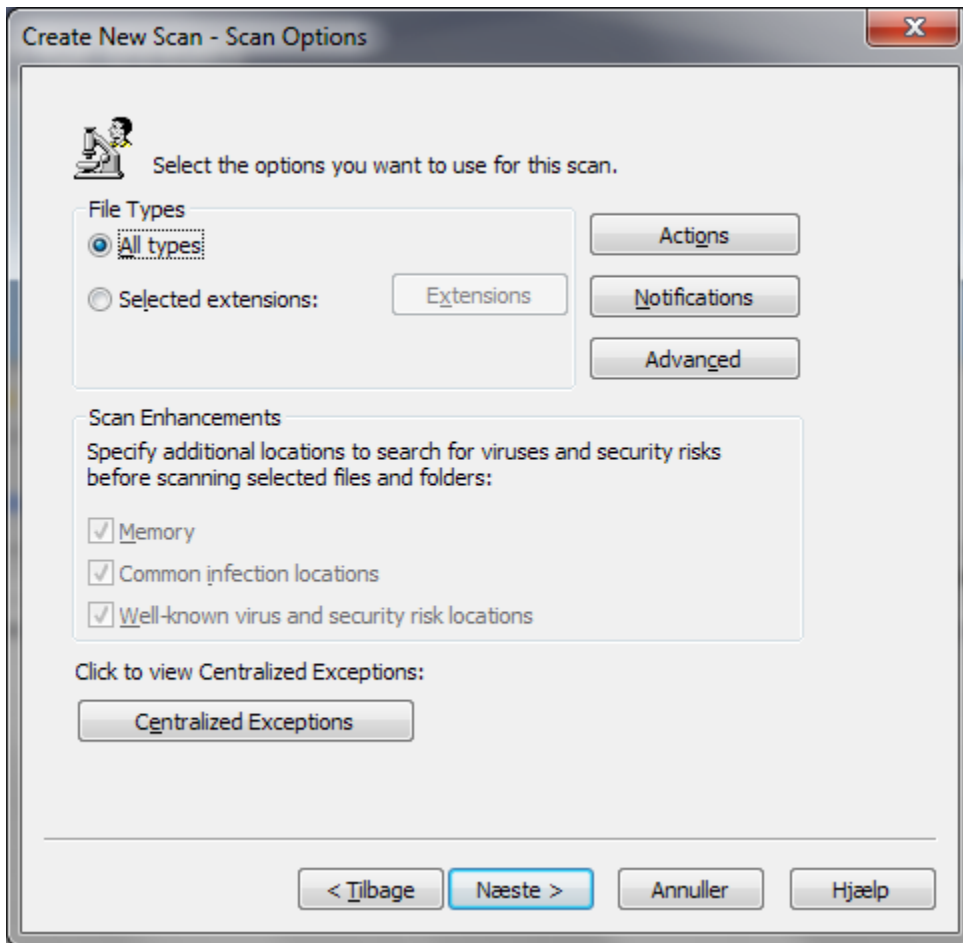 Create New Scan - Scan Options
Select the options you want to use for this scan.
File Types
All types
Selected extensions:
Extensions
Actions
Notifications
Advanced
Scan Enhancements
Specify additional locations to search for viruses and security risks
before scanning selected files and folders:
Memory
Common infection locations
Well-known virus and security risk locations
Click to view Centralized Exceptions:
Centralized Exceptions
< Tilbage
Næste >
Annuller
Hjælp